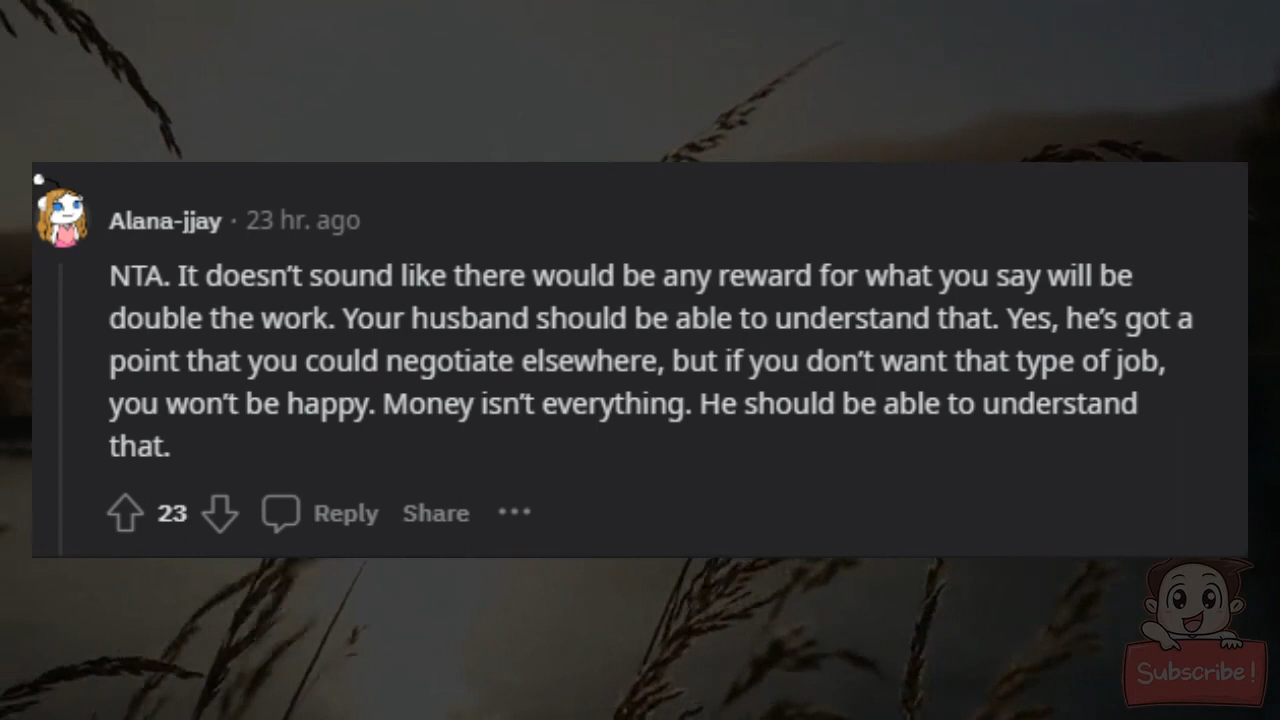 Alana-jjay · 23 hr. ago
NTA. It doesn't sound like there would be any reward for what you say will be
double the work. Your husband should be able to understand that. Yes, he's got a
point that you could negotiate elsewhere, but if you don't want that type of job,
you won't be happy. Money isn't everything. He should be able to understand
that.
23 Reply Share ···
Subscribe!